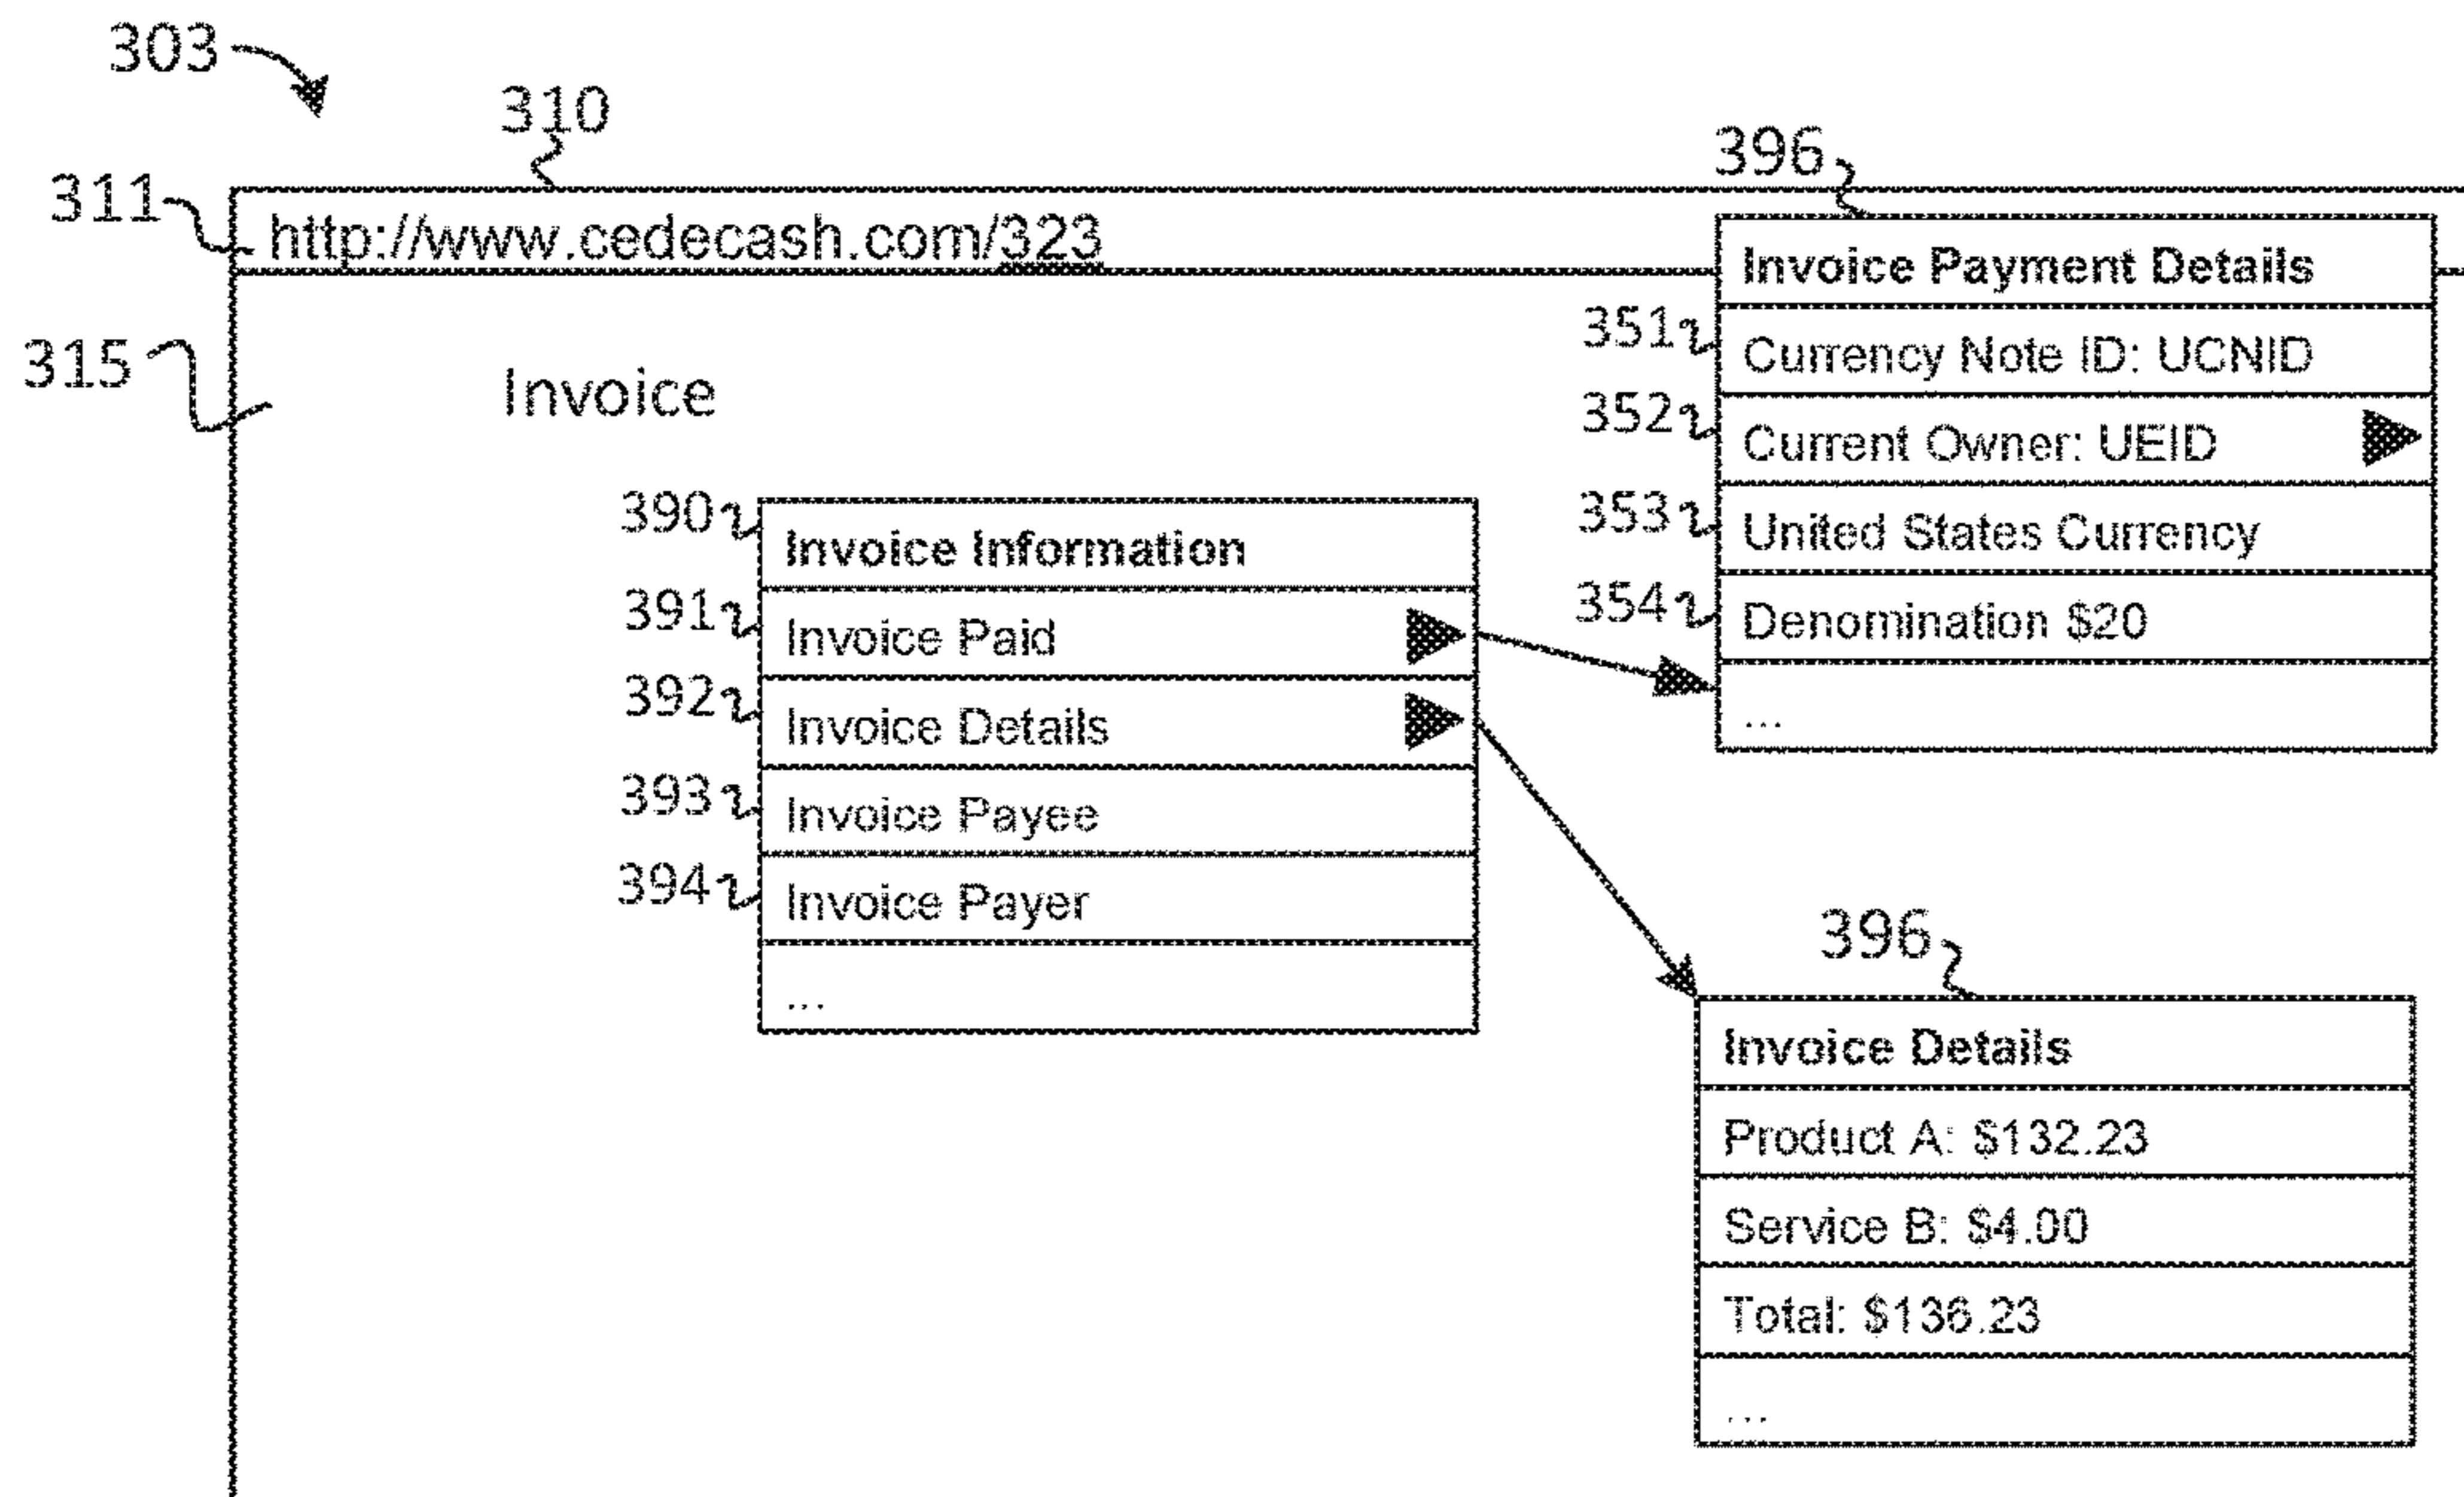 303
310
396
311
http://www.cedecash.com/323
Invoice Payment Details
351
Currency Note ID: UCNID
315
Invoice
352
Current Owner: UEID
390
Invoice Information
353
United States Currency
391
Invoice Paid
354
Denomination $20
392
Invoice Details
...
393
Invoice Payee
394
Invoice Payer
...
396
Invoice Details
Product A: $132.23
Service B: $4.00
Total: $136.23
...